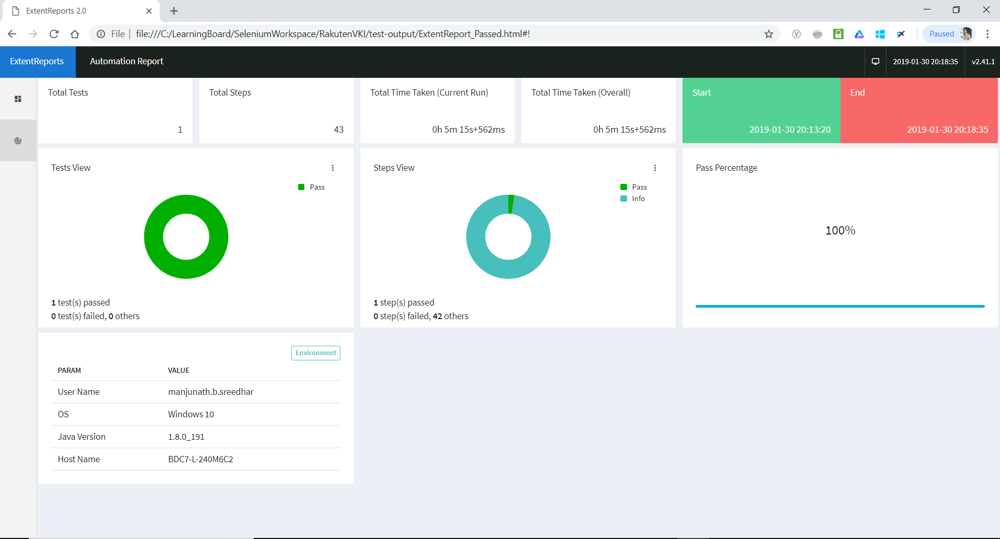 ExtentReports 2.0
File
file:///C:/LearningBoard/SeleniumWorkspace/RakutenVKI/test-output/ExtentReport_Passed.html#!
Paused
ExtentReports
Automation Report
2019-01-30 20:18:35
v2.41.1
Total Tests
1
Total Steps
43
Total Time Taken (Current Run)
0h 5m 15s+562ms
Total Time Taken (Overall)
0h 5m 15s+562ms
Start
2019-01-30 20:13:20
End
2019-01-30 20:18:35
Tests View
Pass
1 test(s) passed
0 test(s) failed, 0 others
Steps View
Pass
Info
1 step(s) passed
0 step(s) failed, 42 others
Pass Percentage
100%
Environment
PARAM VALUE
User Name manjunath.b.sreedhar
OS Windows 10
Java Version 1.8.0_191
Host Name BDC7-L-240M6C2